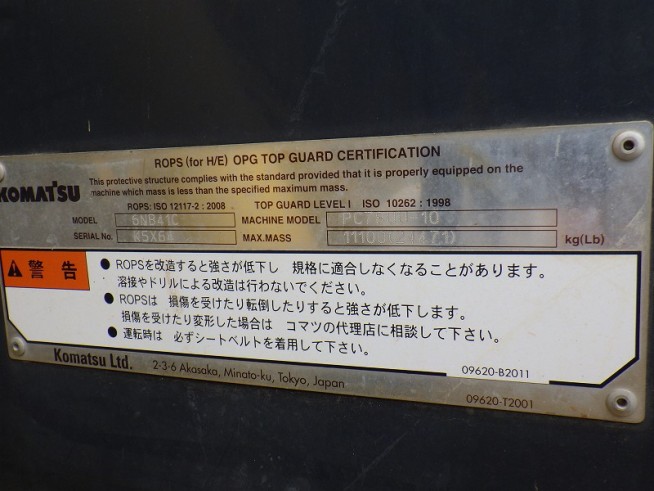 ROPS (for H/E) OPG TOP GUARD CERTIFICATION
KOMATSU
This protective structure complies with the standard provided that it is properly equipped on the
machine which mass is less than the specified maximum mass.
ROPS: ISO 12117-2 : 2008 TOP GUARD LEVEL I ISO 10262 : 1998
MODEL MACHINE MODEL
SERIAL No. MAX.MASS kg(Lb)
警告
● ROPSを改造すると強さが低下し 規格に適合しなくなることがあります。
溶接やドリルによる改造は行わないでください。
● ROPSは 損傷を受けたり転倒したりすると強さが低下します。
損傷を受けたり変形した場合は コマツの代理店に相談して下さい。
● 運転時は 必ずシートベルトを着用して下さい。
09620-B2011
Komatsu Ltd. 2-3-6 Akasaka, Minato-ku, Tokyo, Japan
09620-T2001